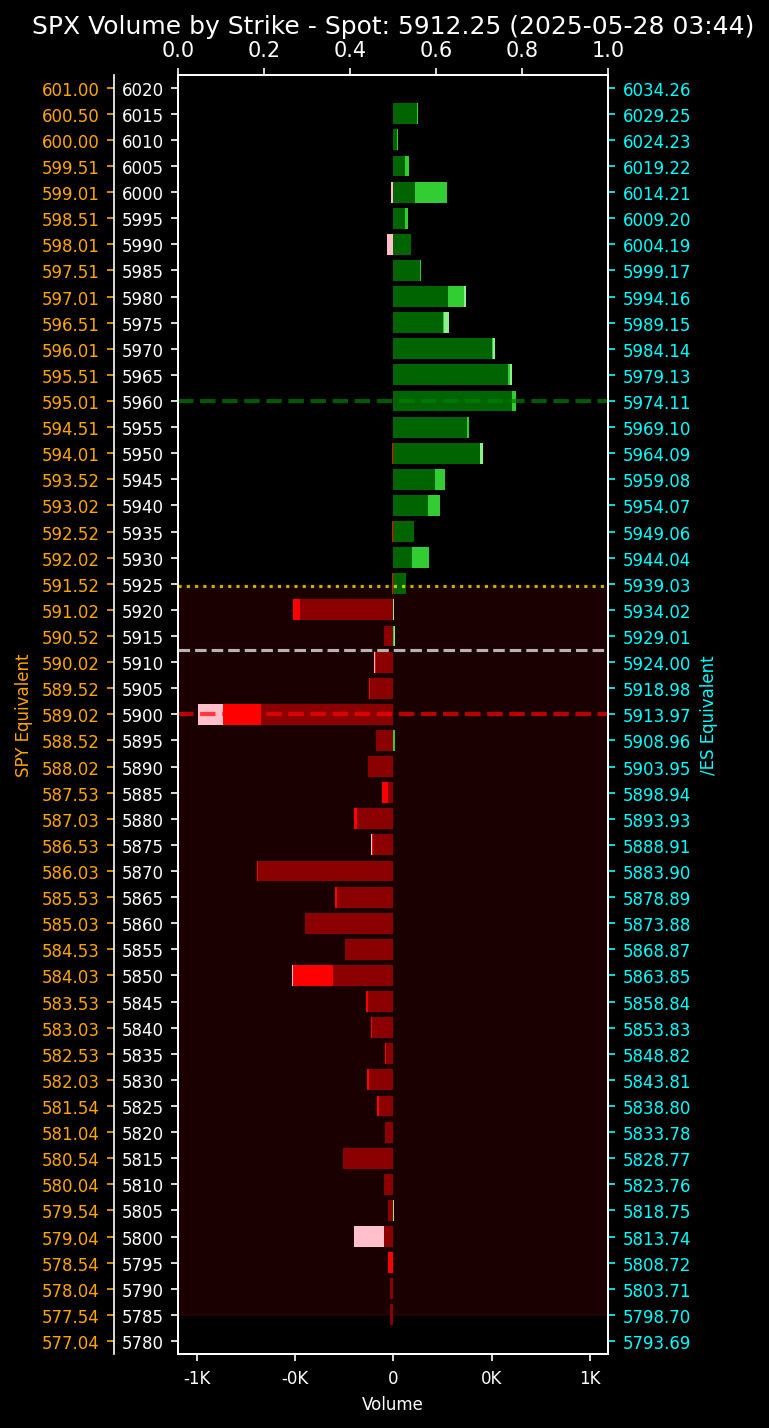 SPX Volume by Strike - Spot: 5912.25 (2025-05-28 03:44)
0.0 0.2 0.4 0.6 0.8 1.0
601.00 6020 6034.26
600.50 6015 6029.25
600.00 6010 6024.23
599.51 6005 6019.22
599.01 6000 6014.21
598.51 5995 6009.20
598.01 5990 6004.19
597.51 5985 5999.17
597.01 5980 5994.16
596.51 5975 5989.15
596.01 5970 5984.14
595.51 5965 5979.13
595.01 5960 5974.11
594.51 5955 5969.10
594.01 5950 5964.09
593.52 5945 5959.08
593.02 5940 5954.07
592.52 5935 5949.06
592.02 5930 5944.04
591.52 5925 5939.03
591.02 5920 5934.02
590.52 5915 5929.01
590.02 5910 5924.00
589.52 5905 5918.98
589.02 5900 5913.97
588.52 5895 5908.96
588.02 5890 5903.95
587.53 5885 5898.94
587.03 5880 5893.93
586.53 5875 5888.91
586.03 5870 5883.90
585.53 5865 5878.89
585.03 5860 5873.88
584.53 5855 5868.87
584.03 5850 5863.85
583.53 5845 5858.84
583.03 5840 5853.83
582.53 5835 5848.82
582.03 5830 5843.81
581.54 5825 5838.80
581.04 5820 5833.78
580.54 5815 5828.77
580.04 5810 5823.76
579.54 5805 5818.75
579.04 5800 5813.74
578.54 5795 5808.72
578.04 5790 5803.71
577.54 5785 5798.70
577.04 5780 5793.69
SPY Equivalent
/ES Equivalent
-1K -0K 0 0K 1K
Volume